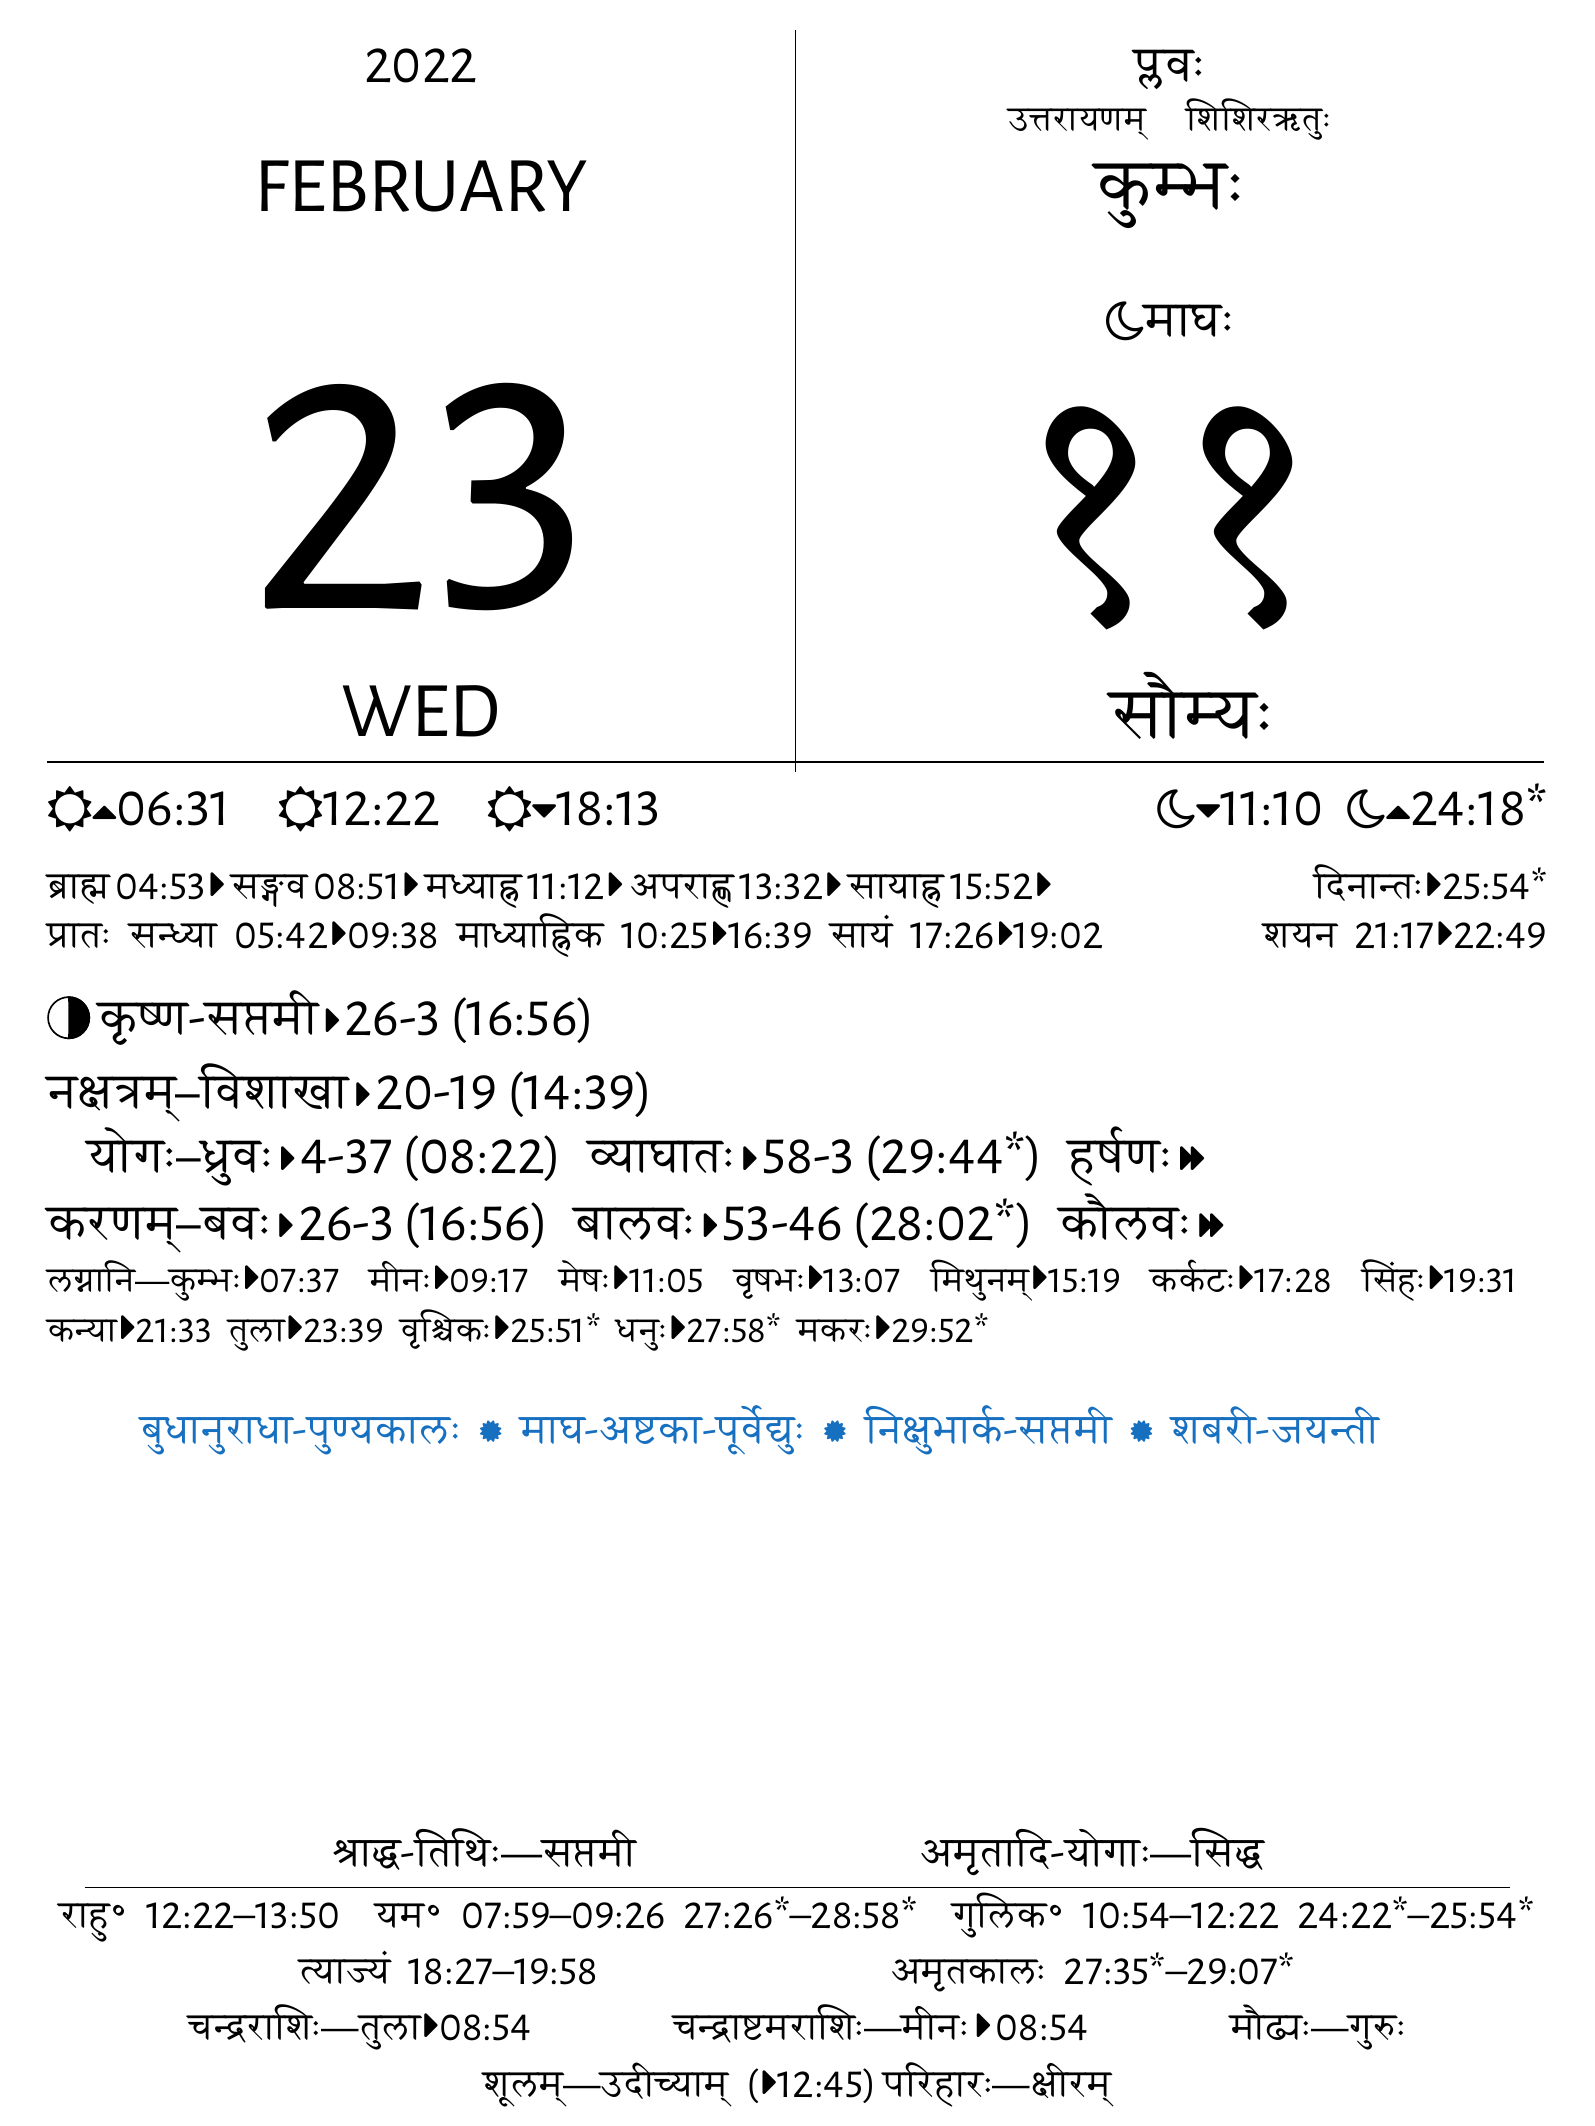 2022
FEBRUARY
23
WED
प्लवः
उत्तरायणम् शिशिरऋतुः
कुम्भः
माघः
११
सौम्यः
06:31 12:22 18:13 11:10 24:18*
ब्राह्म 04:53 सङ्गव 08:51 मध्याह्न 11:12 अपराह्ण 13:32 सायाह्न 15:52 दिनान्तः 25:54*
प्रातः सन्ध्या 05:42 09:38 माध्याह्निक 10:25 16:39 सायं 17:26 19:02 शयन 21:17 22:49
कृष्ण-सप्तमी 26-3 (16:56)
नक्षत्रम्–विशाखा 20-19 (14:39)
योगः–ध्रुवः 4-37 (08:22) व्याघातः 58-3 (29:44*) हर्षणः
करणम्–बवः 26-3 (16:56) बालवः 53-46 (28:02*) कौलवः
लग्नानि—कुम्भः 07:37 मीनः 09:17 मेषः 11:05 वृषभः 13:07 मिथुनम् 15:19 कर्कटः 17:28 सिंहः 19:31
कन्या 21:33 तुला 23:39 वृश्चिकः 25:51* धनुः 27:58* मकरः 29:52*
बुधानुराधा-पुण्यकालः ✹ माघ-अष्टका-पूर्वेद्युः ✹ निक्षुभार्क-सप्तमी ✹ शबरी-जयन्ती
श्राद्ध-तिथिः—सप्तमी अमृतादि-योगाः—सिद्ध
राहु॰ 12:22–13:50 यम॰ 07:59–09:26 27:26*–28:58* गुलिक॰ 10:54–12:22 24:22*–25:54*
त्याज्यं 18:27–19:58 अमृतकालः 27:35*–29:07*
चन्द्रराशिः—तुला 08:54 चन्द्राष्टमराशिः—मीनः 08:54 मौढ्यः—गुरुः
शूलम्—उदीच्याम् (12:45) परिहारः—क्षीरम्